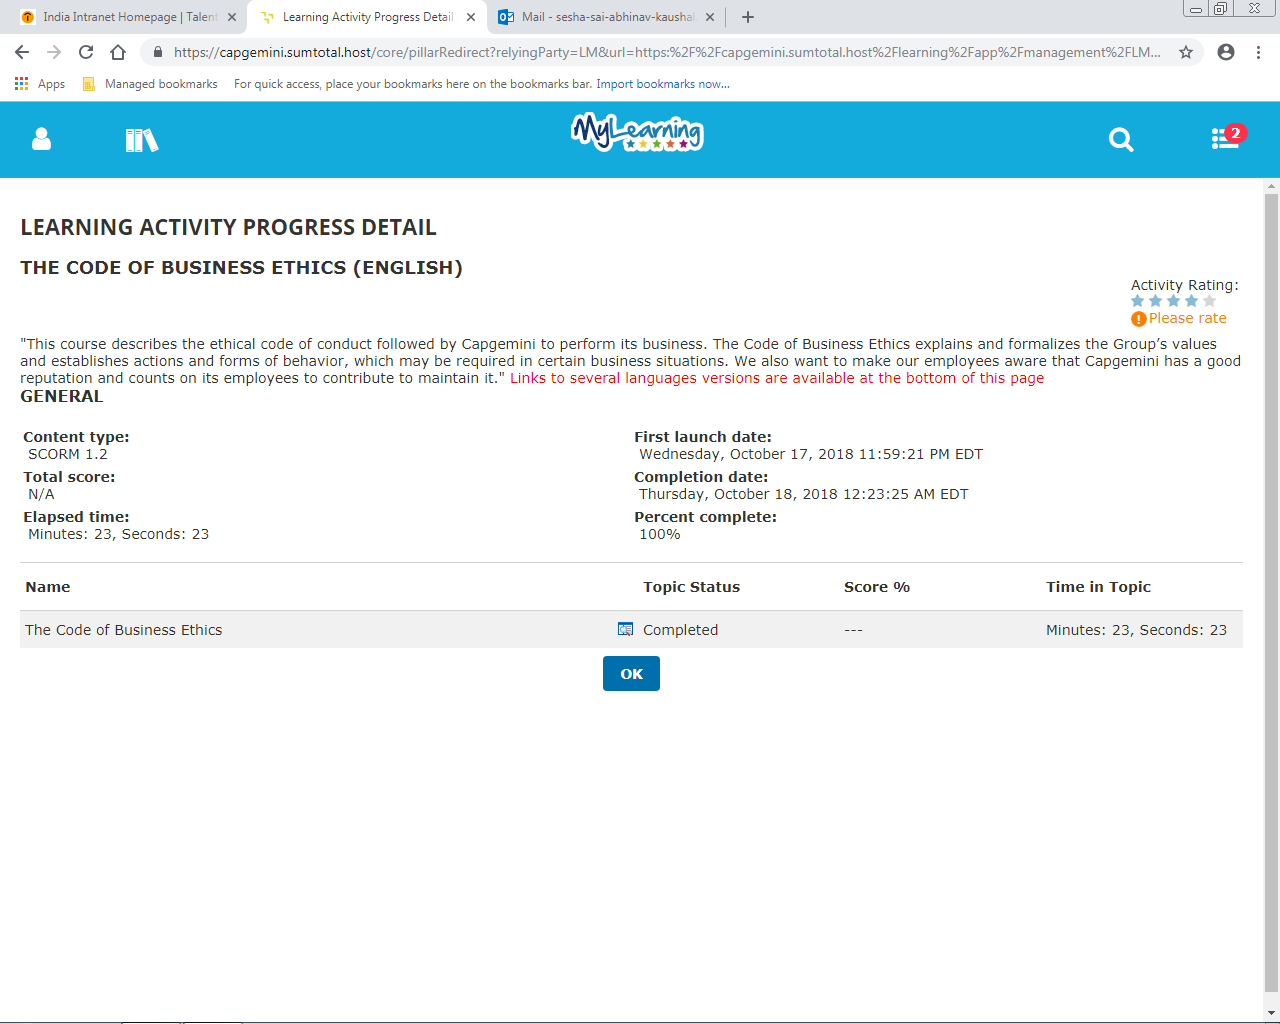 India Intranet Homepage | Talent
Learning Activity Progress Detail
Mail - sesha-sai-abhinav-kaushal
https://capgemini.sumtotal.host/core/pillarRedirect?relyingParty=LM&url=https:%2F%2Fcapgemini.sumtotal.host%2Flearning%2Fapp%2Fmanagement%2FLM...
Apps Managed bookmarks For quick access, place your bookmarks here on the bookmarks bar. Import bookmarks now...
MyLearning
2
LEARNING ACTIVITY PROGRESS DETAIL
THE CODE OF BUSINESS ETHICS (ENGLISH)
Activity Rating:
Please rate
"This course describes the ethical code of conduct followed by Capgemini to perform its business. The Code of Business Ethics explains and formalizes the Group's values
and establishes actions and forms of behavior, which may be required in certain business situations. We also want to make our employees aware that Capgemini has a good
reputation and counts on its employees to contribute to maintain it." Links to several languages versions are available at the bottom of this page
GENERAL
Content type: First launch date:
SCORM 1.2 Wednesday, October 17, 2018 11:59:21 PM EDT
Total score: Completion date:
N/A Thursday, October 18, 2018 12:23:25 AM EDT
Elapsed time: Percent complete:
Minutes: 23, Seconds: 23 100%
Name Topic Status Score % Time in Topic
The Code of Business Ethics Completed --- Minutes: 23, Seconds: 23
OK